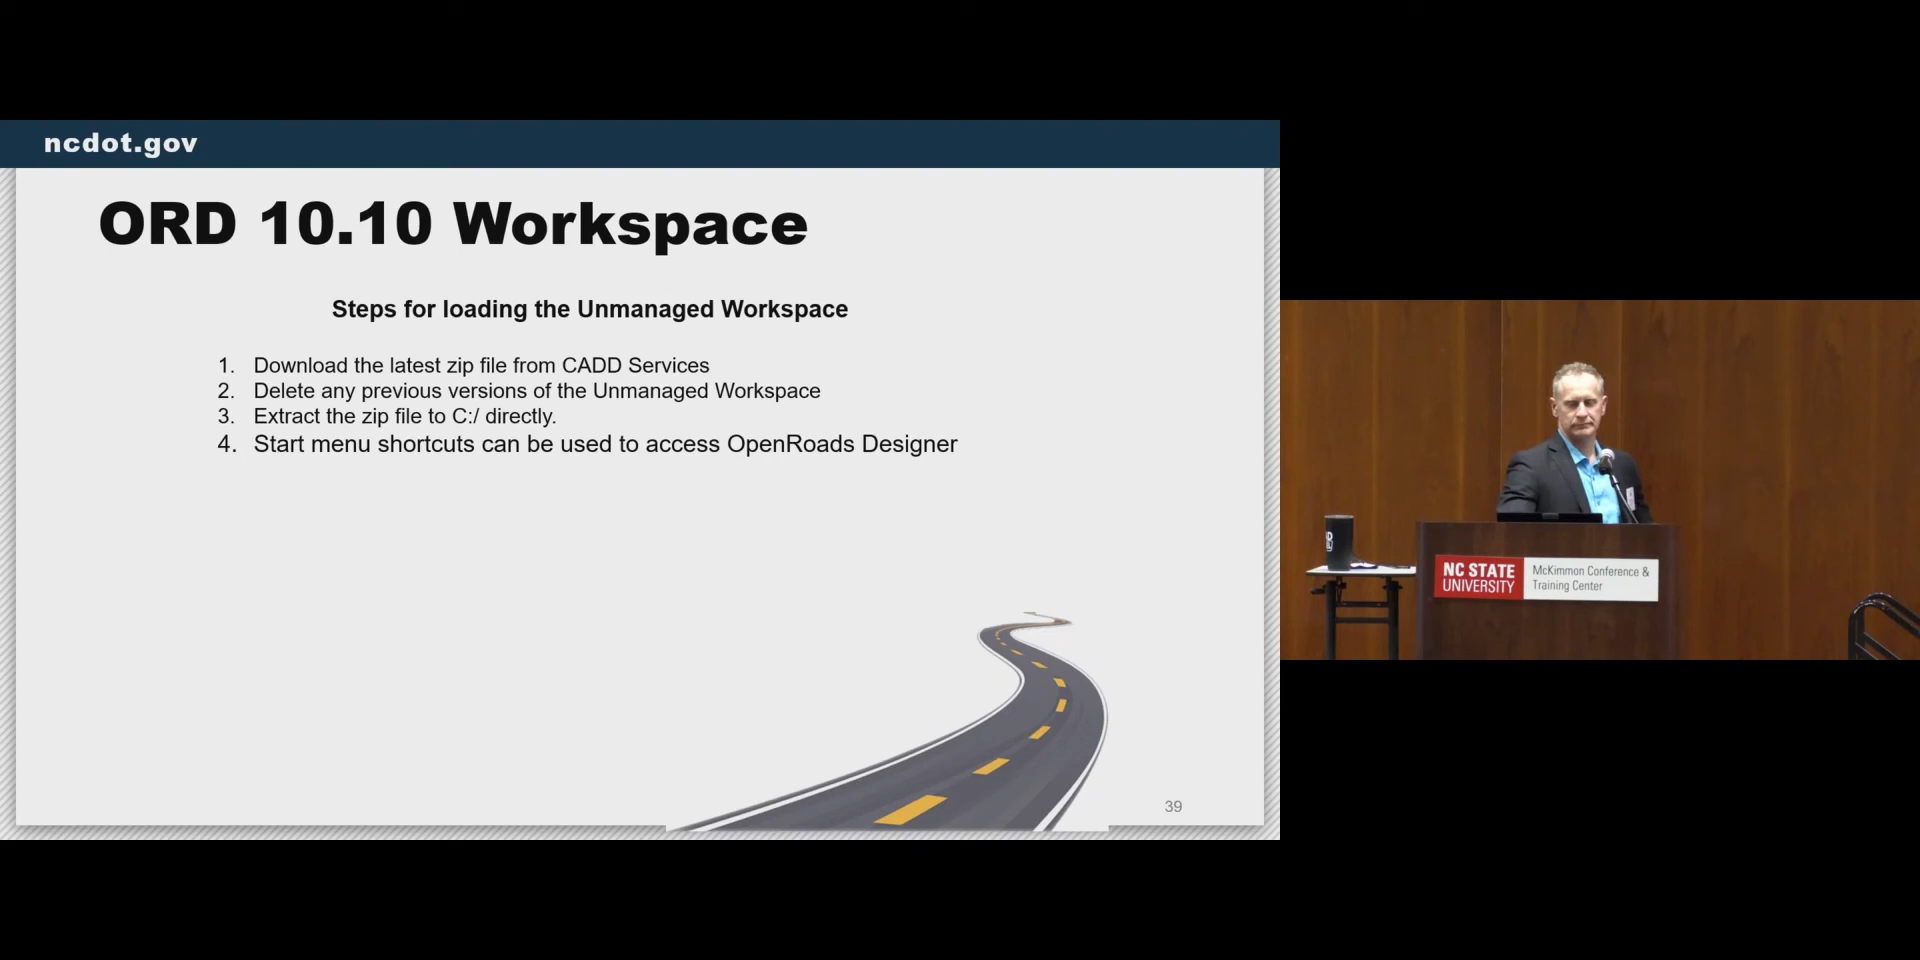 ncdot.gov
ORD 10.10 Workspace
Steps for loading the Unmanaged Workspace
1. Download the latest zip file from CADD Services
2. Delete any previous versions of the Unmanaged Workspace
3. Extract the zip file to C:/ directly.
4. Start menu shortcuts can be used to access OpenRoads Designer
39
NC STATE
UNIVERSITY
McKimmon Conference &
Training Center